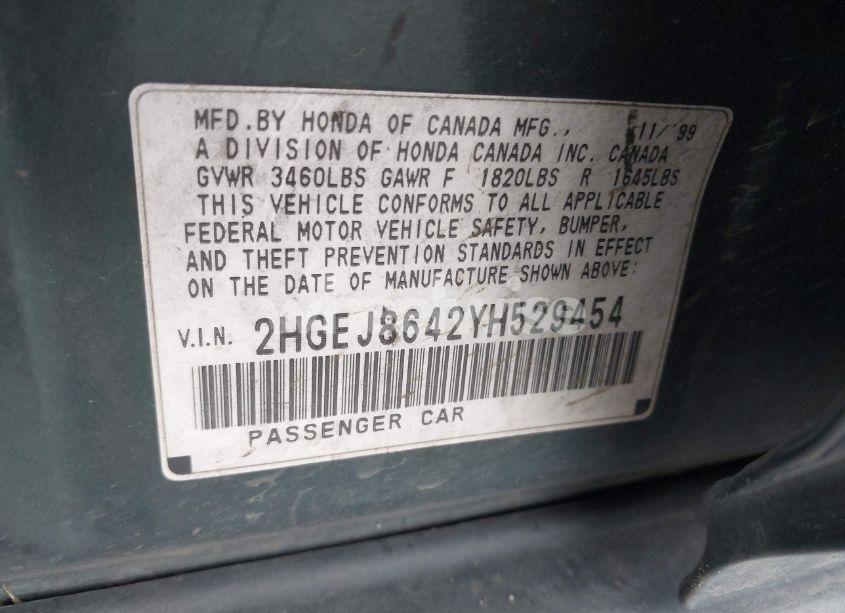 MFD.BY HONDA OF CANADA MFG., 11/'99
A DIVISION OF HONDA CANADA INC. CANADA
GVWR 3460LBS GAWR F 1820LBS R 1645LBS
THIS VEHICLE CONFORMS TO ALL APPLICABLE
FEDERAL MOTOR VEHICLE SAFETY, BUMPER,
AND THEFT PREVENTION STANDARDS IN EFFECT
ON THE DATE OF MANUFACTURE SHOWN ABOVE:
V.I.N. 2HGEJ8642YH529454
PASSENGER CAR